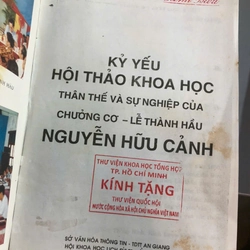 KỶ YẾU
HỘI THẢO KHOA HỌC
THÂN THẾ VÀ SỰ NGHIỆP CỦA
CHƯỞNG CƠ - LỄ THÀNH HẦU
NGUYỄN HỮU CẢNH
THƯ VIỆN KHOA HỌC TỔNG HỢP
TP. HỒ CHÍ MINH
KÍNH TẶNG
THƯ VIỆN QUỐC HỘI
NƯỚC CỘNG HÒA XÃ HỘI CHỦ NGHĨA VIỆT NAM
SỞ VĂN HÓA THÔNG TIN - TDTT AN GIANG
HỘI KHOA HỌC LỊCH SỬ